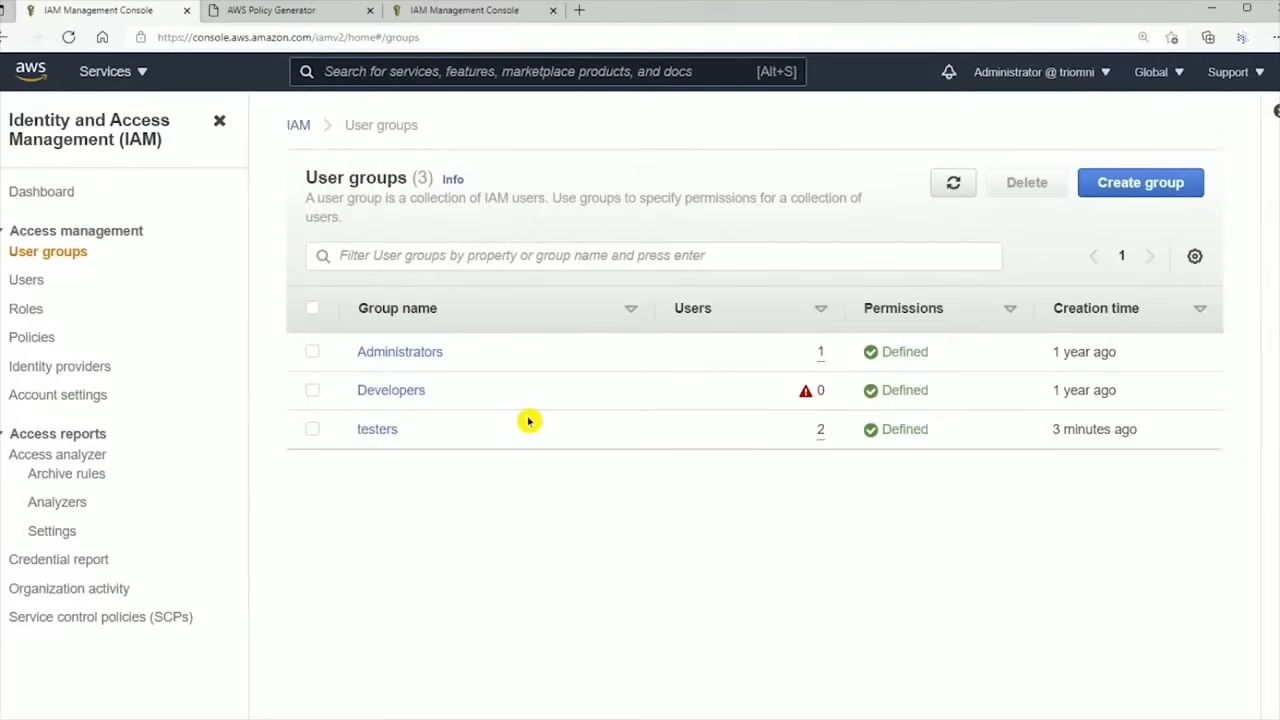 IAM Management Console
AWS Policy Generator
IAM Management Console
https://console.aws.amazon.com/iamv2/home#/groups
aws
Services
Search for services, features, marketplace products, and docs
[Alt+S]
Administrator @ triomni
Global
Support
Identity and Access
Management (IAM)
Dashboard
Access management
User groups
Users
Roles
Policies
Identity providers
Account settings
Access reports
Access analyzer
Archive rules
Analyzers
Settings
Credential report
Organization activity
Service control policies (SCPs)
IAM
User groups
User groups (3) Info
A user group is a collection of IAM users. Use groups to specify permissions for a collection of
users.
Delete
Create group
Filter User groups by property or group name and press enter
1
Group name
Users
Permissions
Creation time
Administrators
1
Defined
1 year ago
Developers
0
Defined
1 year ago
testers
2
Defined
3 minutes ago